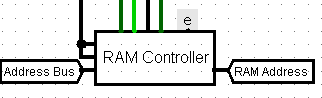 e
RAM Controller
Address Bus
RAM Address